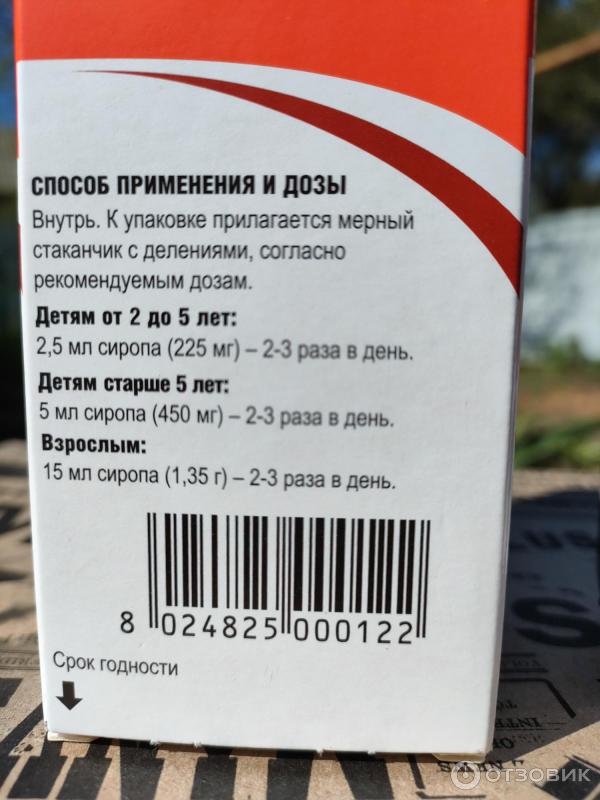 СПОСОБ ПРИМЕНЕНИЯ И ДОЗЫ
Внутрь. К упаковке прилагается мерный
стаканчик с делениями, согласно
рекомендуемым дозам.
Детям от 2 до 5 лет:
2,5 мл сиропа (225 мг) – 2-3 раза в день.
Детям старше 5 лет:
5 мл сиропа (450 мг) – 2-3 раза в день.
Взрослым:
15 мл сиропа (1,35 г) – 2-3 раза в день.
8 024825 000122
Срок годности
ОТЗОВИК